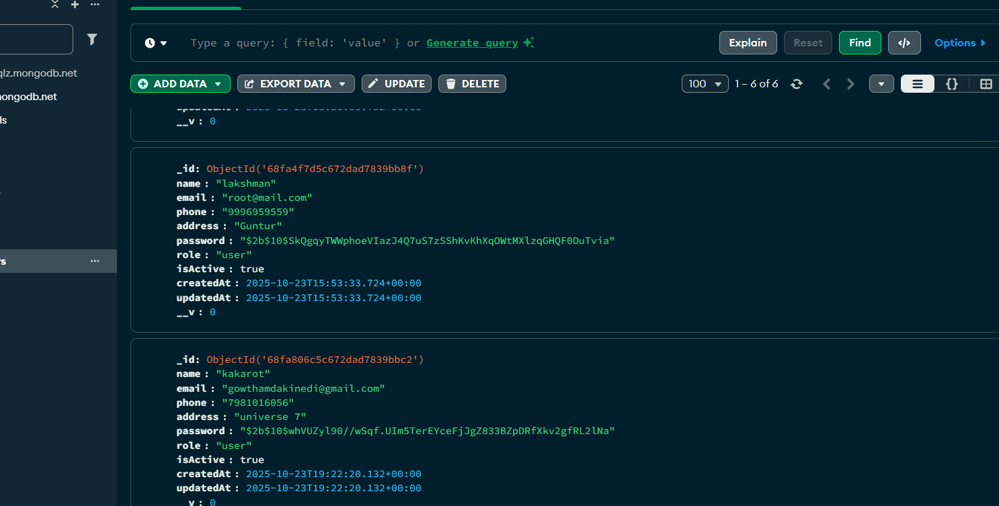 Type a query: { field: 'value' } or Generate query
Explain
Reset
Find
</>
Options
qlz.mongodb.net
mongodb.net
ls
rs
ADD DATA
EXPORT DATA
UPDATE
DELETE
100
1 – 6 of 6
{}
__v : 0
_id: ObjectId('68fa4f7d5c672dad7839bb8f')
name : "lakshman"
email : "root@mail.com"
phone : "9996959559"
address : "Guntur"
password : "$2b$10$SkQgqyTWWphoeVIazJ4Q7uS7zSShKvKhXqOWtMXlzqGHQF0DuTvia"
role : "user"
isActive : true
createdAt : 2025-10-23T15:53:33.724+00:00
updatedAt : 2025-10-23T15:53:33.724+00:00
__v : 0
_id: ObjectId('68fa806c5c672dad7839bbc2')
name : "kakarot"
email : "gowthamdakinedi@gmail.com"
phone : "7981016056"
address : "universe 7"
password : "$2b$10$whVUZyl90//wSqf.UIm5TerEYceFjJgZ833BZpDRfXkv2gfRL2lNa"
role : "user"
isActive : true
createdAt : 2025-10-23T19:22:20.132+00:00
updatedAt : 2025-10-23T19:22:20.132+00:00
__v : 0